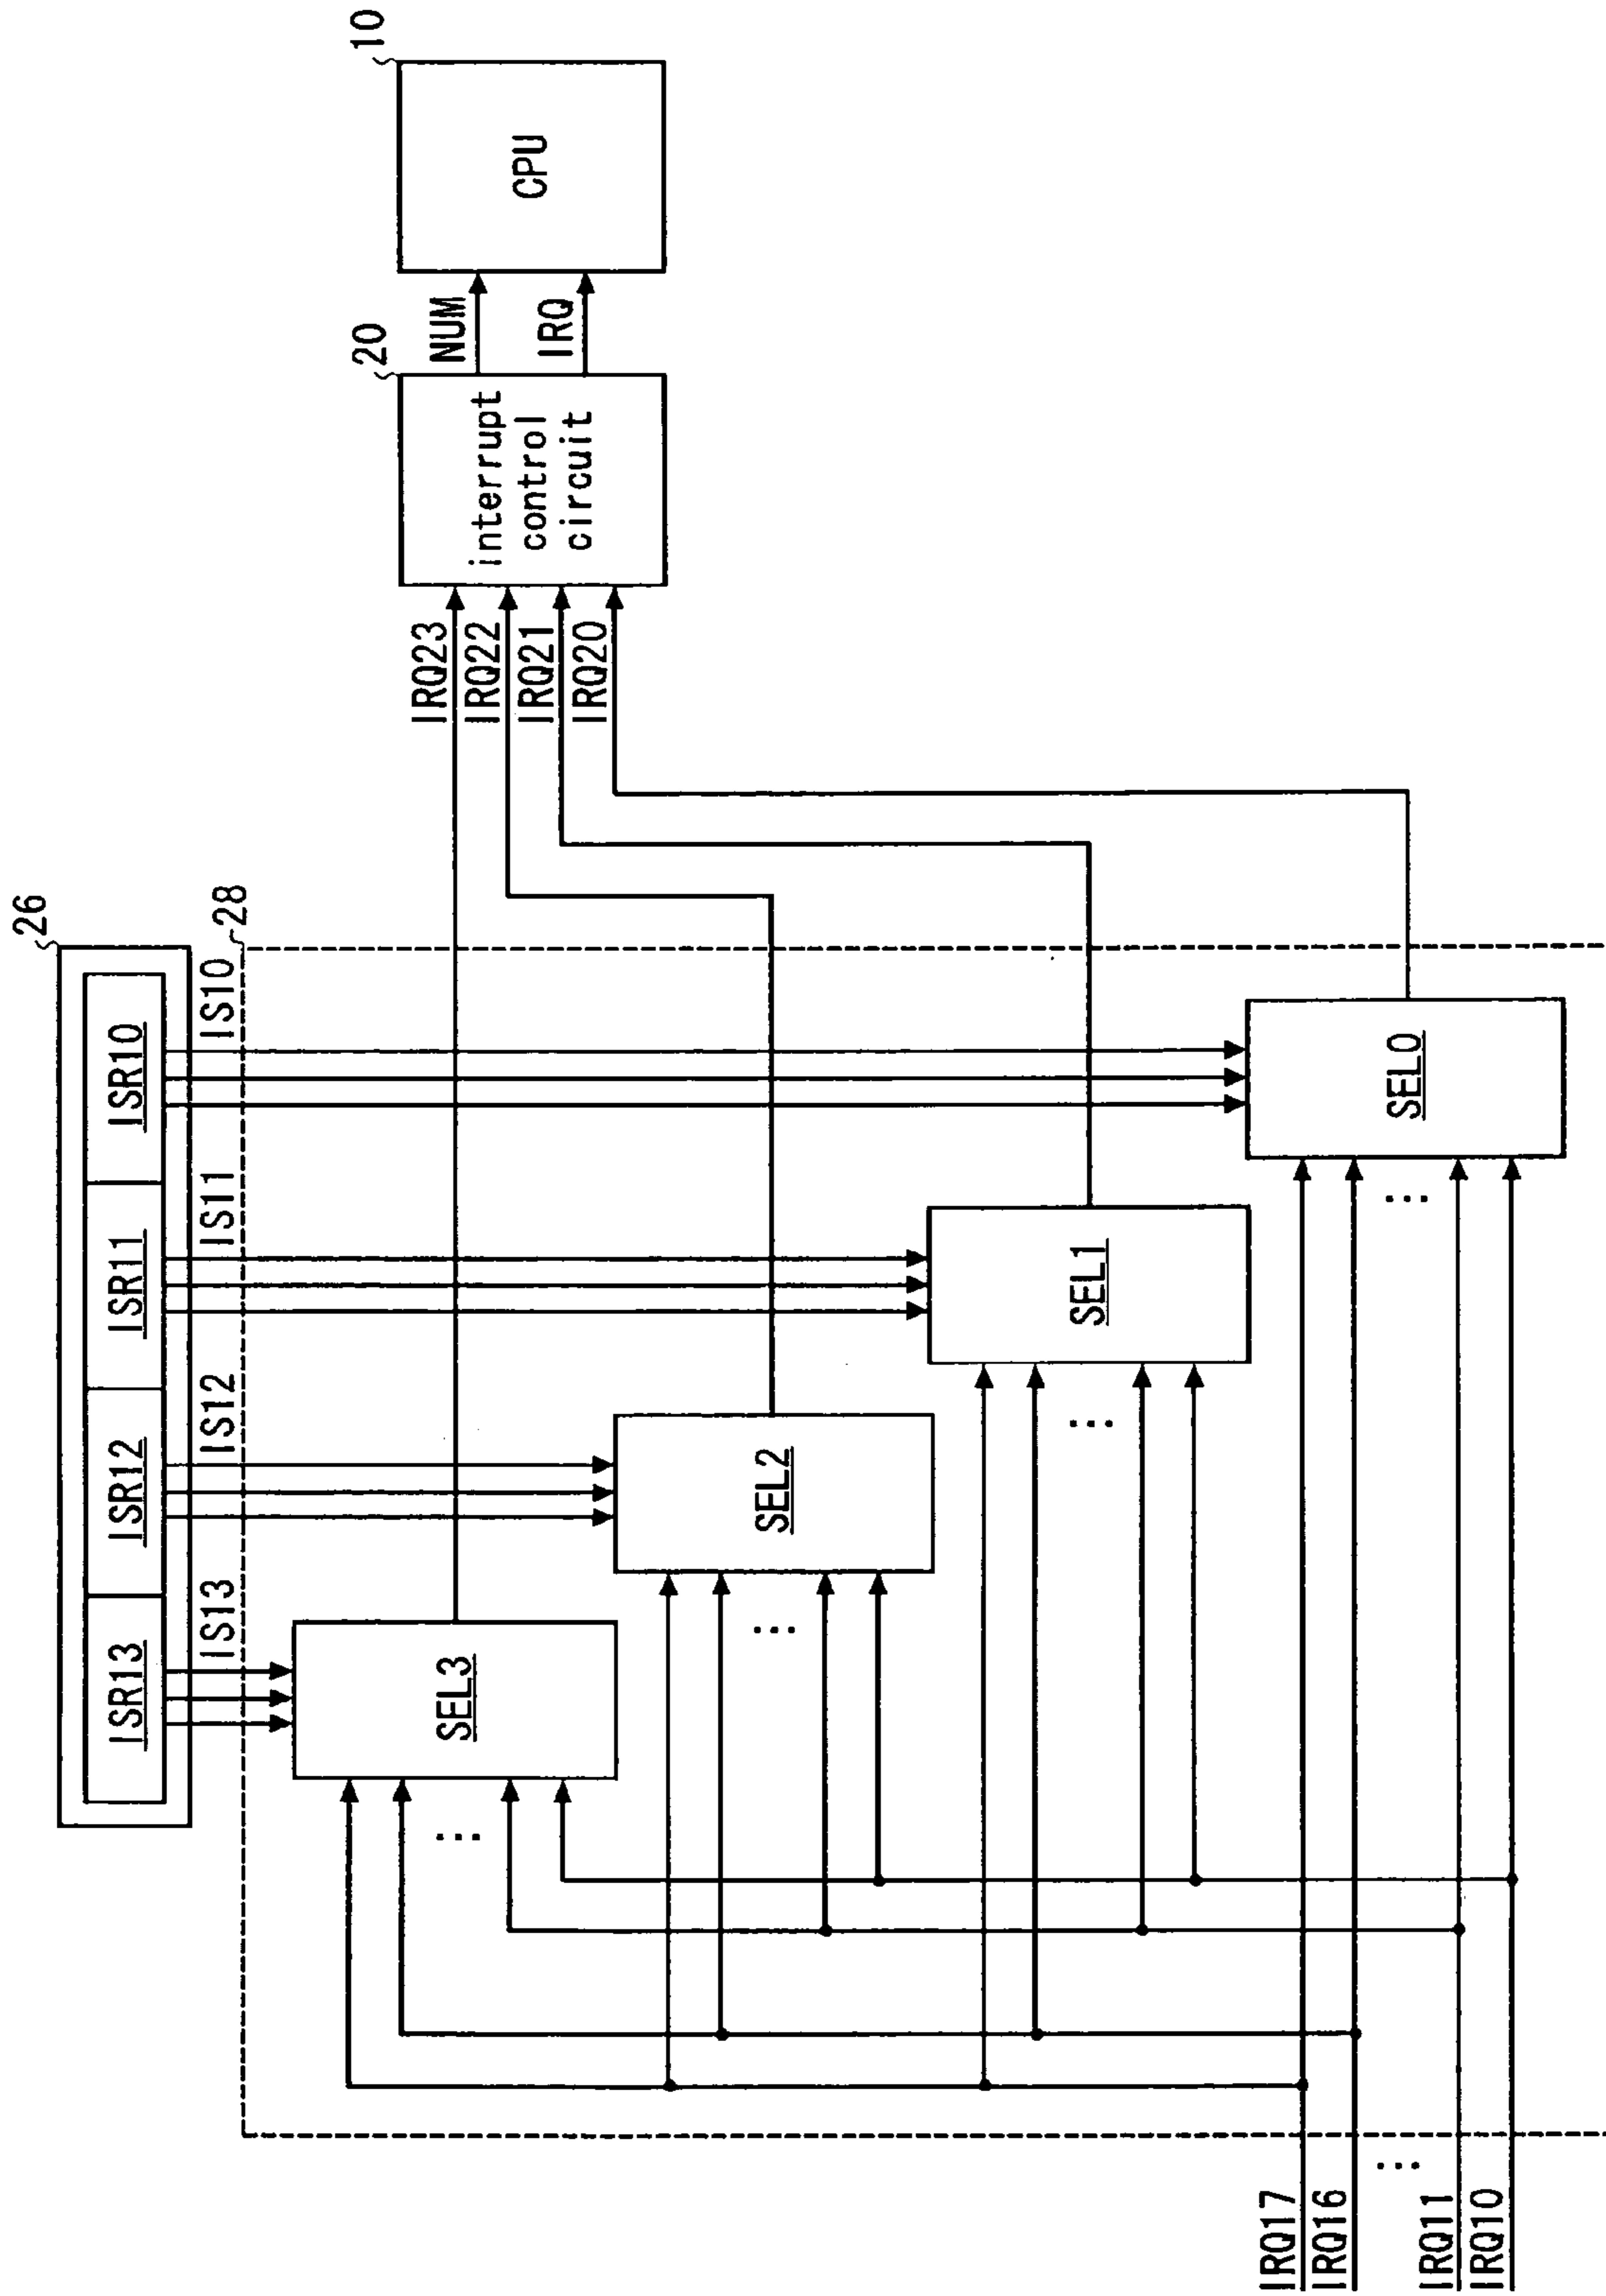 26
ISR13
ISR12
ISR11
ISR10
IS13
IS12
IS11
IS10
28
SEL3
SEL2
SEL1
SEL0
...
...
...
...
...
IRQ17
IRQ16
IRQ11
IRQ10
IRQ23
IRQ22
IRQ21
IRQ20
20
interrupt
control
circuit
NUM
IRQ
10
CPU